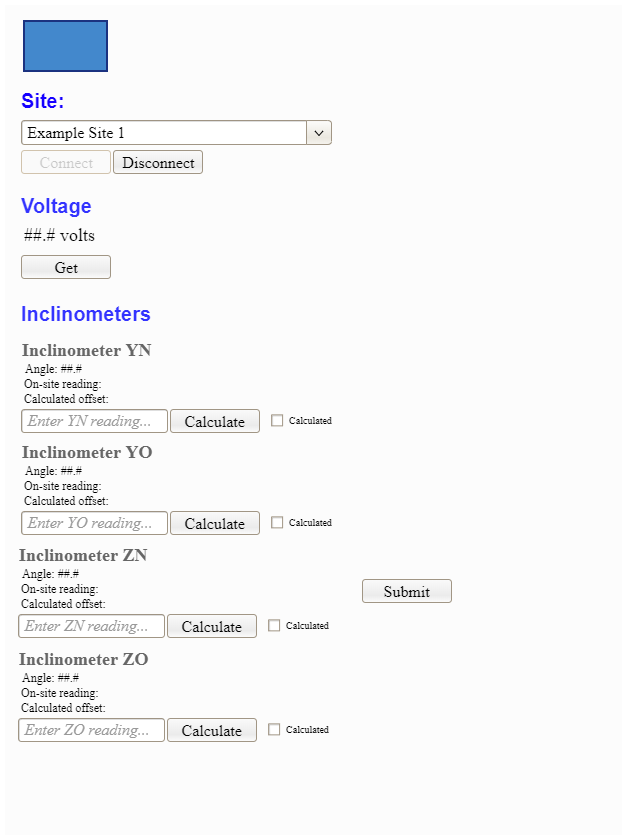 Site:
Example Site 1
Connect Disconnect
Voltage
##.# volts
Get
Inclinometers
Inclinometer YN
Angle: ##.#
On-site reading:
Calculated offset:
Enter YN reading... Calculate Calculated
Inclinometer YO
Angle: ##.#
On-site reading:
Calculated offset:
Enter YO reading... Calculate Calculated
Inclinometer ZN
Angle: ##.#
On-site reading:
Submit
Calculated offset:
Enter ZN reading... Calculate Calculated
Inclinometer ZO
Angle: ##.#
On-site reading:
Calculated offset:
Enter ZO reading... Calculate Calculated